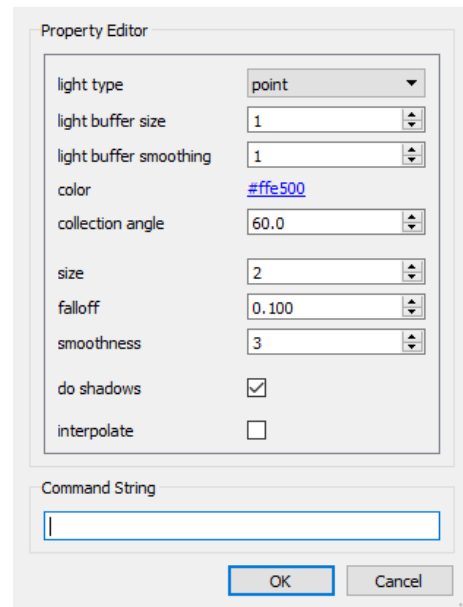 Property Editor
light type point
light buffer size 1
light buffer smoothing 1
color #ffe500
collection angle 60.0
size 2
falloff 0.100
smoothness 3
do shadows
interpolate
Command String
OK Cancel